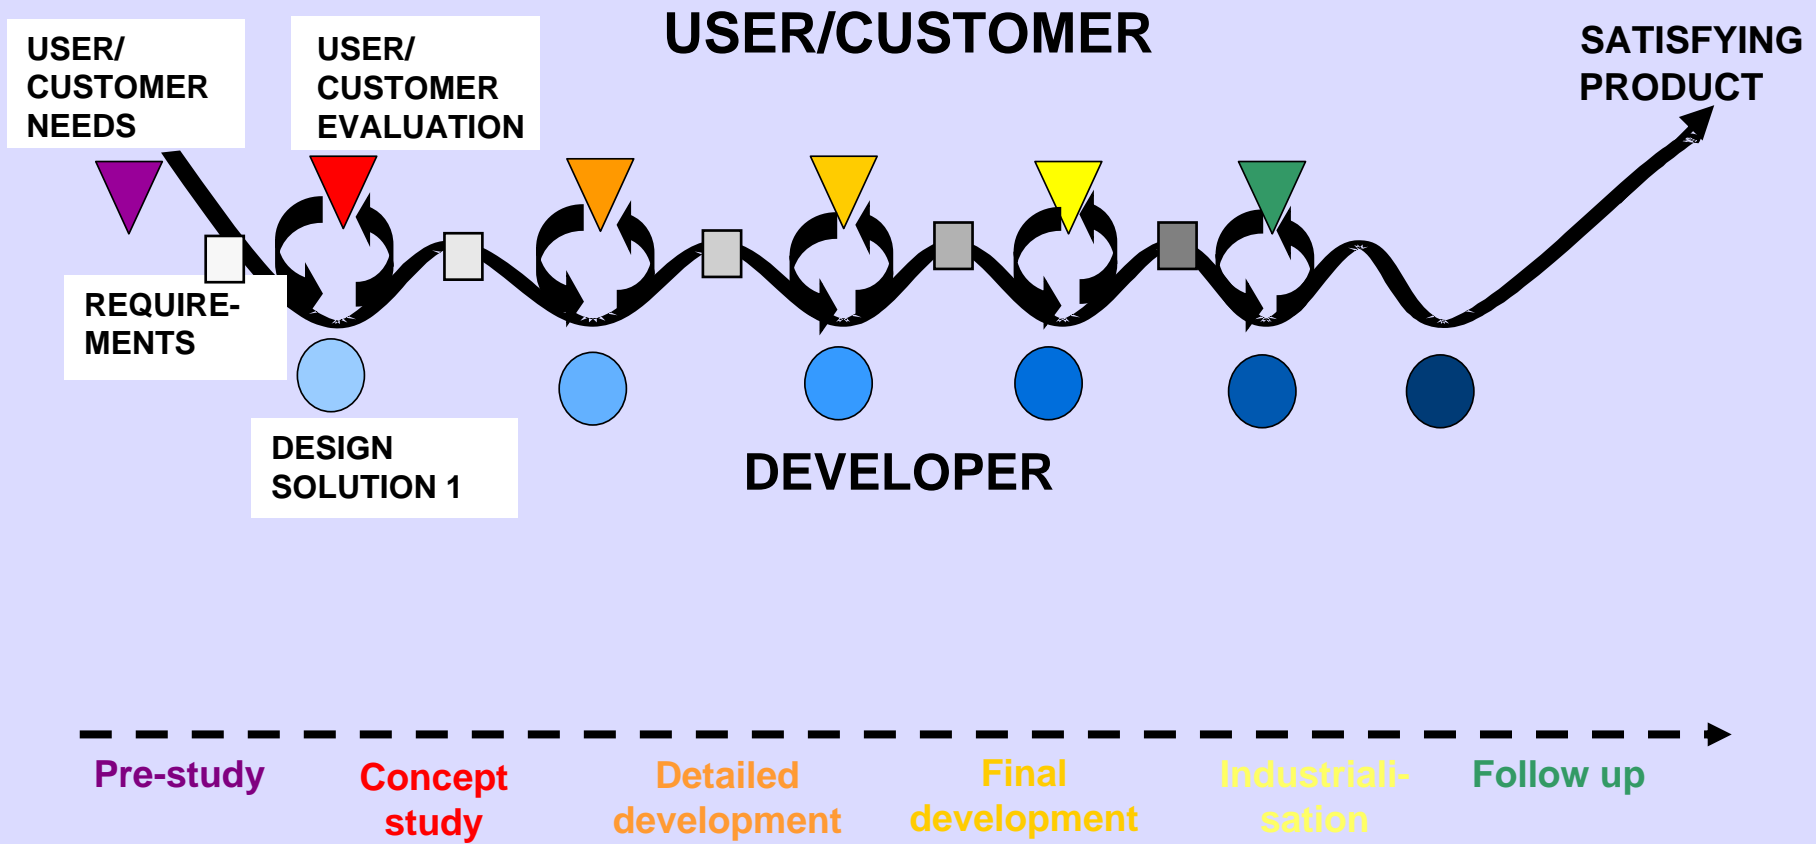 USER/CUSTOMER
USER/
CUSTOMER
NEEDS
USER/
CUSTOMER
EVALUATION
SATISFYING
PRODUCT
REQUIRE-
MENTS
DESIGN
SOLUTION 1
DEVELOPER
Pre-study
Concept
study
Detailed
development
Final
development
Industriali-
sation
Follow up